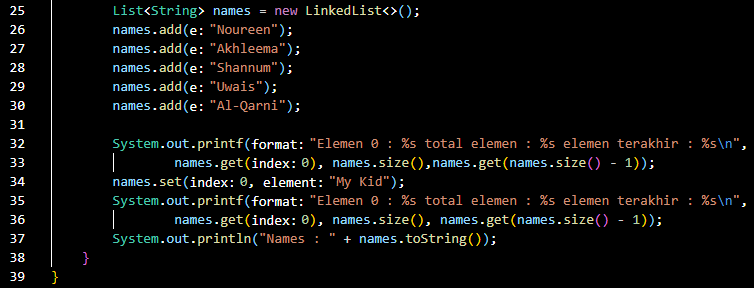 25 List<String> names = new LinkedList<>();
26 names.add(e: "Noureen");
27 names.add(e: "Akhleema");
28 names.add(e: "Shannum");
29 names.add(e: "Uwais");
30 names.add(e: "Al-Qarni");
31
32 System.out.printf(format: "Elemen 0 : %s total elemen : %s elemen terakhir : %s\n",
33 names.get(index: 0), names.size(),names.get(names.size() - 1));
34 names.set(index: 0, element: "My Kid");
35 System.out.printf(format: "Elemen 0 : %s total elemen : %s elemen terakhir : %s\n",
36 names.get(index: 0), names.size(), names.get(names.size() - 1));
37 System.out.println("Names : " + names.toString());
38 }
39 }